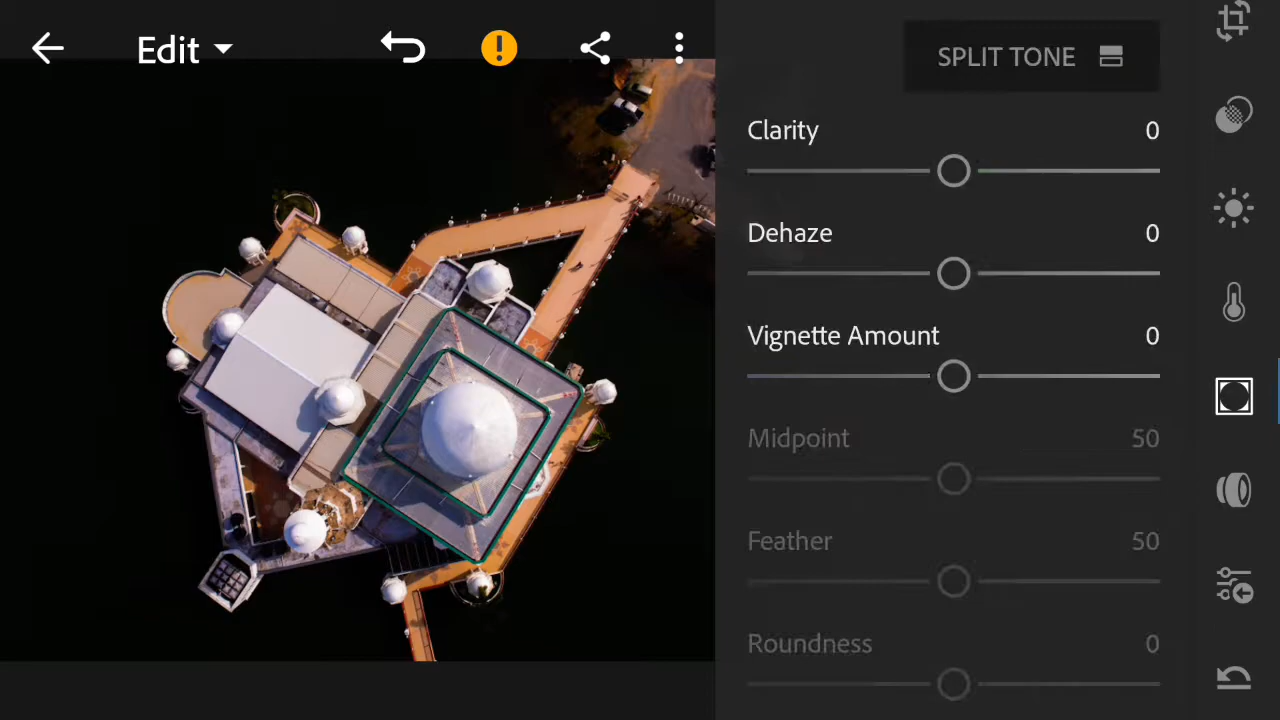 Edit
SPLIT TONE
Clarity 0
Dehaze 0
Vignette Amount 0
Midpoint 50
Feather 50
Roundness 0